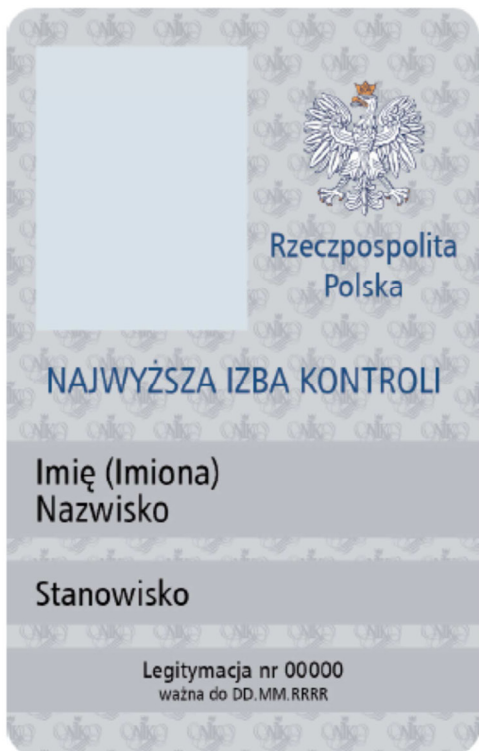 Rzeczpospolita
Polska
NAJWYŻSZA IZBA KONTROLI
Imię (Imiona)
Nazwisko
Stanowisko
Legitymacja nr 00000
ważna do DD.MM.RRRR